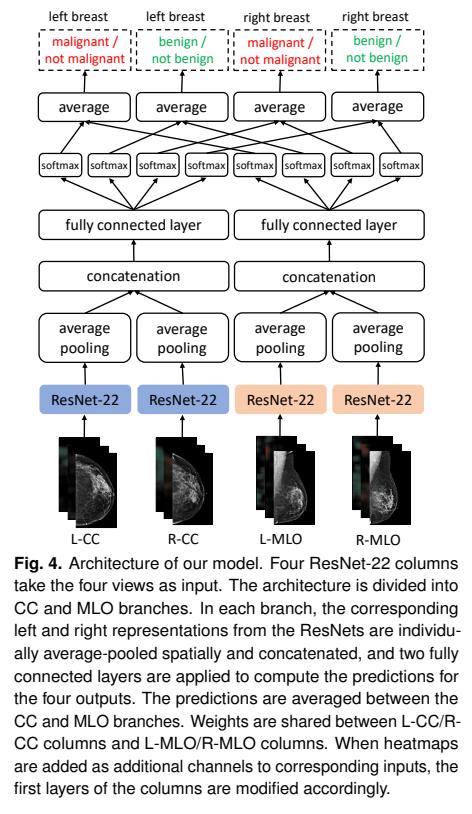 left breast left breast right breast right breast
malignant / benign / malignant / benign /
not malignant not benign not malignant not benign
average average average average
softmax softmax softmax softmax softmax softmax softmax softmax
fully connected layer fully connected layer
concatenation concatenation
average average average average
pooling pooling pooling pooling
ResNet-22 ResNet-22 ResNet-22 ResNet-22
L-CC R-CC L-MLO R-MLO
Fig. 4. Architecture of our model. Four ResNet-22 columns
take the four views as input. The architecture is divided into
CC and MLO branches. In each branch, the corresponding
left and right representations from the ResNets are individu-
ally average-pooled spatially and concatenated, and two fully
connected layers are applied to compute the predictions for
the four outputs. The predictions are averaged between the
CC and MLO branches. Weights are shared between L-CC/R-
CC columns and L-MLO/R-MLO columns. When heatmaps
are added as additional channels to corresponding inputs, the
first layers of the columns are modified accordingly.